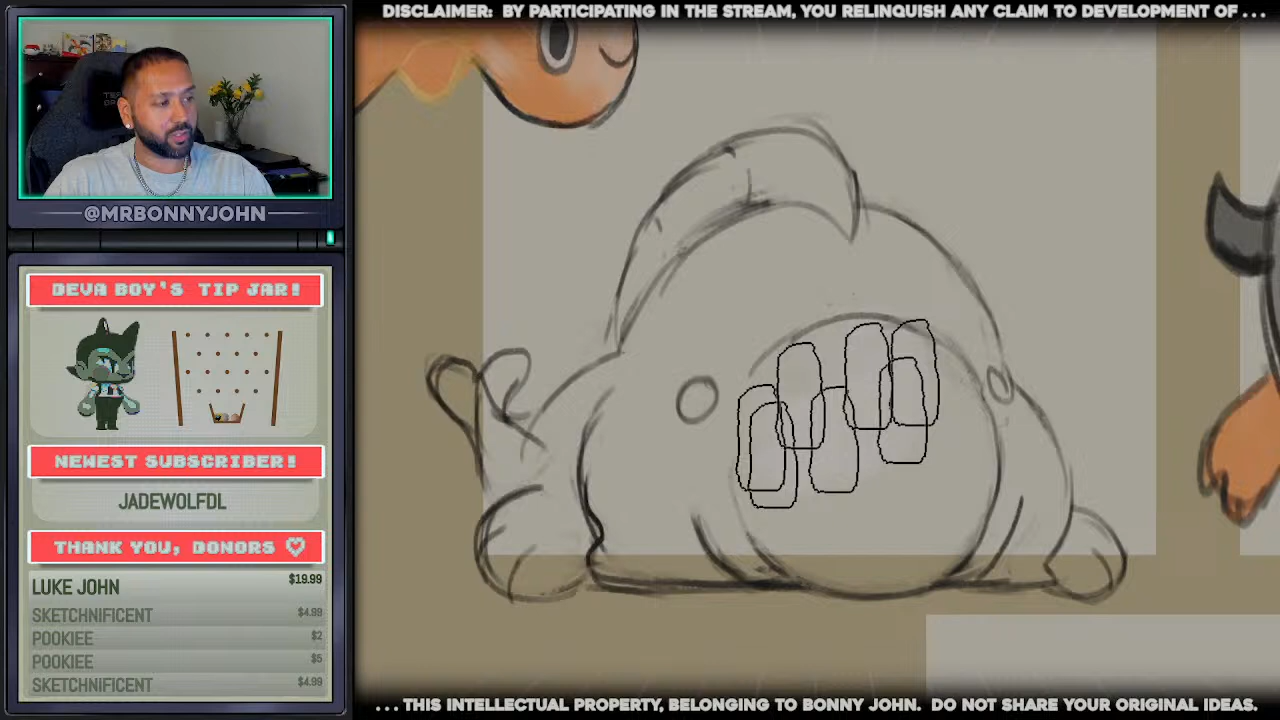 DISCLAIMER: BY PARTICIPATING IN THE STREAM, YOU RELINQUISH ANY CLAIM TO DEVELOPMENT OF . . .
@MRBONNYJOHN
DEVA BOY'S TIP JAR!
NEWEST SUBSCRIBER!
JADEWOLFDL
THANK YOU, DONORS
LUKE JOHN $19.99
SKETCHNIFICENT $4.99
POOKIEE $2
POOKIEE $5
SKETCHNIFICENT $4.99
. . . THIS INTELLECTUAL PROPERTY, BELONGING TO BONNY JOHN. DO NOT SHARE YOUR ORIGINAL IDEAS.